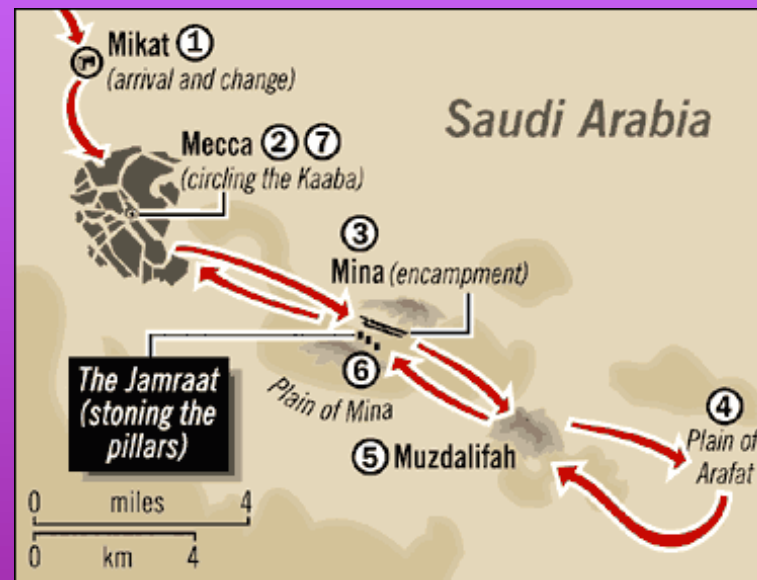 Mikat ①
(arrival and change)
Saudi Arabia
Mecca ② ⑦
(circling the Kaaba)
③
Mina (encampment)
The Jamraat
(stoning the
pillars)
⑥
Plain of Mina
④
Plain of
Arafat
⑤ Muzdalifah
0 miles 4
0 km 4